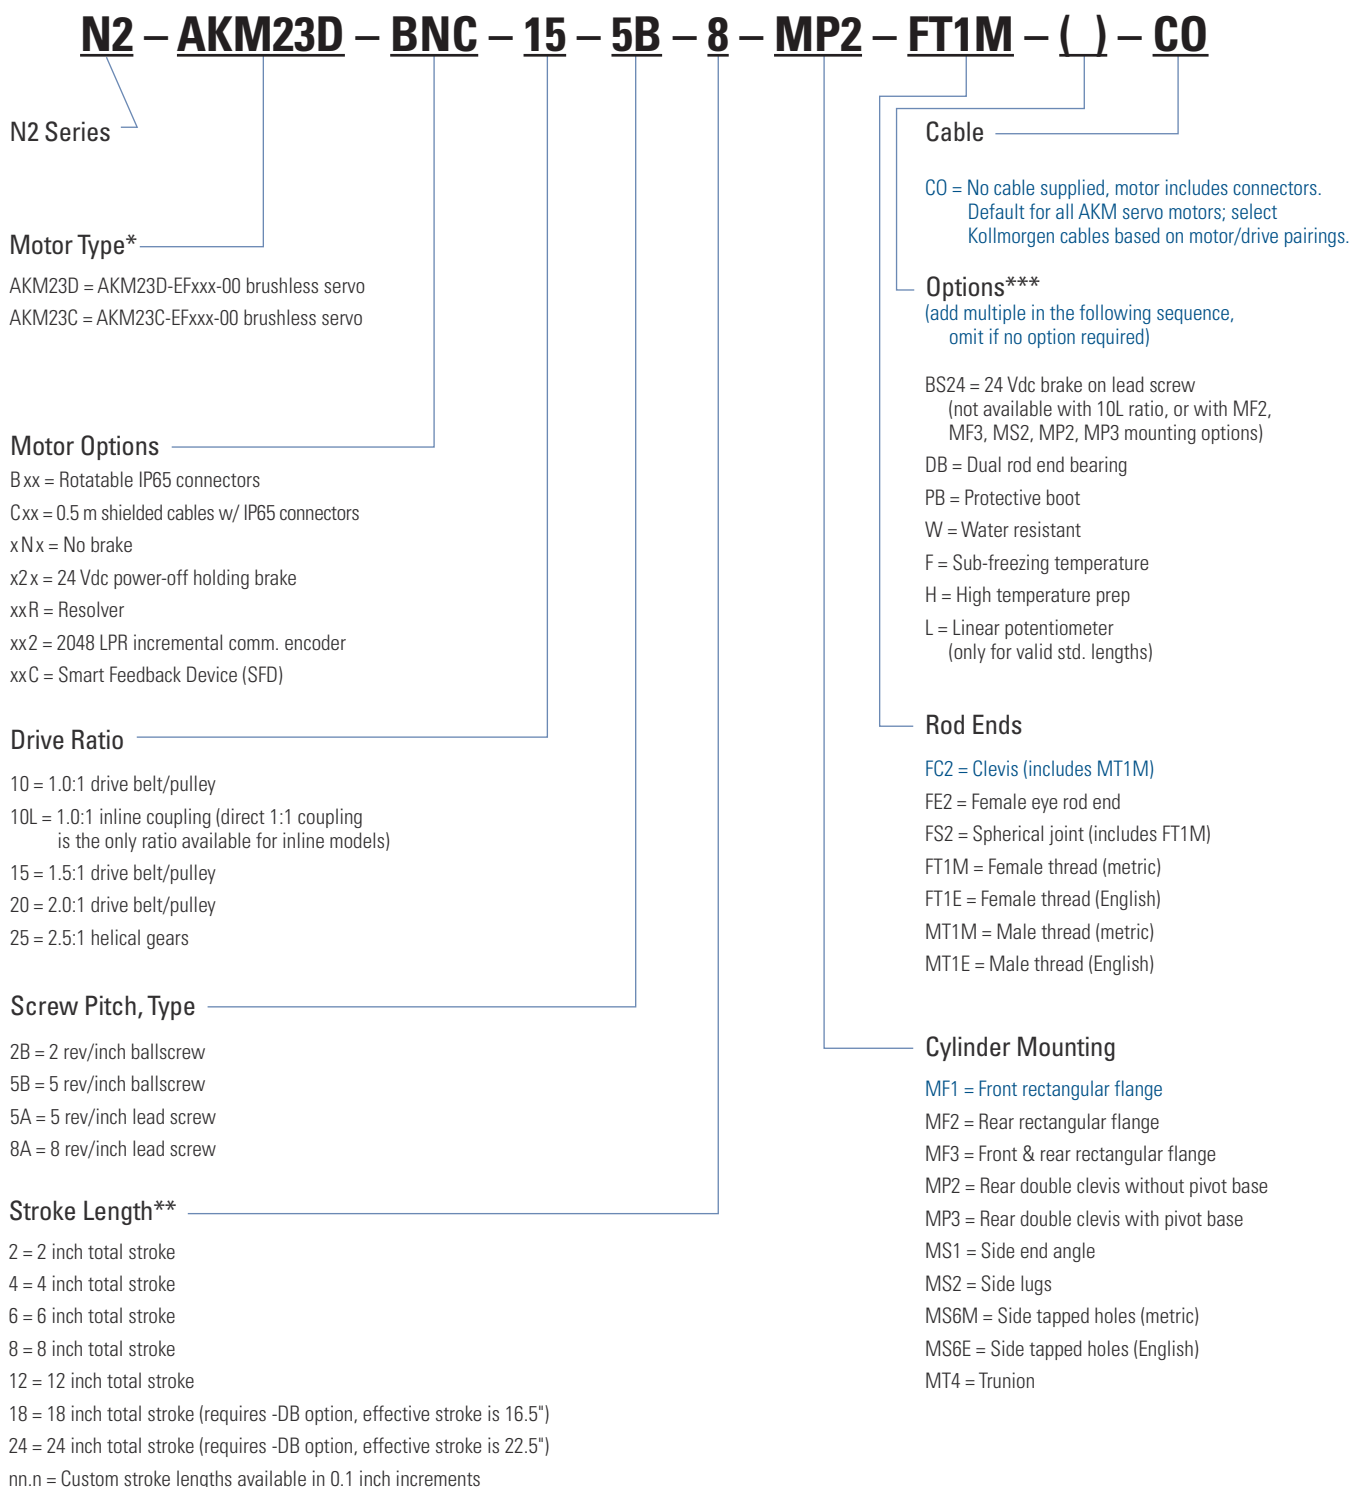 N2 – AKM23D – BNC – 15 – 5B – 8 – MP2 – FT1M – ( ) – CO
N2 Series
Motor Type*
AKM23D = AKM23D-EFxxx-00 brushless servo
AKM23C = AKM23C-EFxxx-00 brushless servo
Motor Options
Bxx = Rotatable IP65 connectors
Cxx = 0.5 m shielded cables w/ IP65 connectors
xNx = No brake
x2x = 24 Vdc power-off holding brake
xxR = Resolver
xx2 = 2048 LPR incremental comm. encoder
xxC = Smart Feedback Device (SFD)
Drive Ratio
10 = 1.0:1 drive belt/pulley
10L = 1.0:1 inline coupling (direct 1:1 coupling
is the only ratio available for inline models)
15 = 1.5:1 drive belt/pulley
20 = 2.0:1 drive belt/pulley
25 = 2.5:1 helical gears
Screw Pitch, Type
2B = 2 rev/inch ballscrew
5B = 5 rev/inch ballscrew
5A = 5 rev/inch lead screw
8A = 8 rev/inch lead screw
Stroke Length**
2 = 2 inch total stroke
4 = 4 inch total stroke
6 = 6 inch total stroke
8 = 8 inch total stroke
12 = 12 inch total stroke
18 = 18 inch total stroke (requires -DB option, effective stroke is 16.5")
24 = 24 inch total stroke (requires -DB option, effective stroke is 22.5")
nn.n = Custom stroke lengths available in 0.1 inch increments
Cable
CO = No cable supplied, motor includes connectors.
Default for all AKM servo motors; select
Kollmorgen cables based on motor/drive pairings.
Options***
(add multiple in the following sequence,
omit if no option required)
BS24 = 24 Vdc brake on lead screw
(not available with 10L ratio, or with MF2,
MF3, MS2, MP2, MP3 mounting options)
DB = Dual rod end bearing
PB = Protective boot
W = Water resistant
F = Sub-freezing temperature
H = High temperature prep
L = Linear potentiometer
(only for valid std. lengths)
Rod Ends
FC2 = Clevis (includes MT1M)
FE2 = Female eye rod end
FS2 = Spherical joint (includes FT1M)
FT1M = Female thread (metric)
FT1E = Female thread (English)
MT1M = Male thread (metric)
MT1E = Male thread (English)
Cylinder Mounting
MF1 = Front rectangular flange
MF2 = Rear rectangular flange
MF3 = Front & rear rectangular flange
MP2 = Rear double clevis without pivot base
MP3 = Rear double clevis with pivot base
MS1 = Side end angle
MS2 = Side lugs
MS6M = Side tapped holes (metric)
MS6E = Side tapped holes (English)
MT4 = Trunion